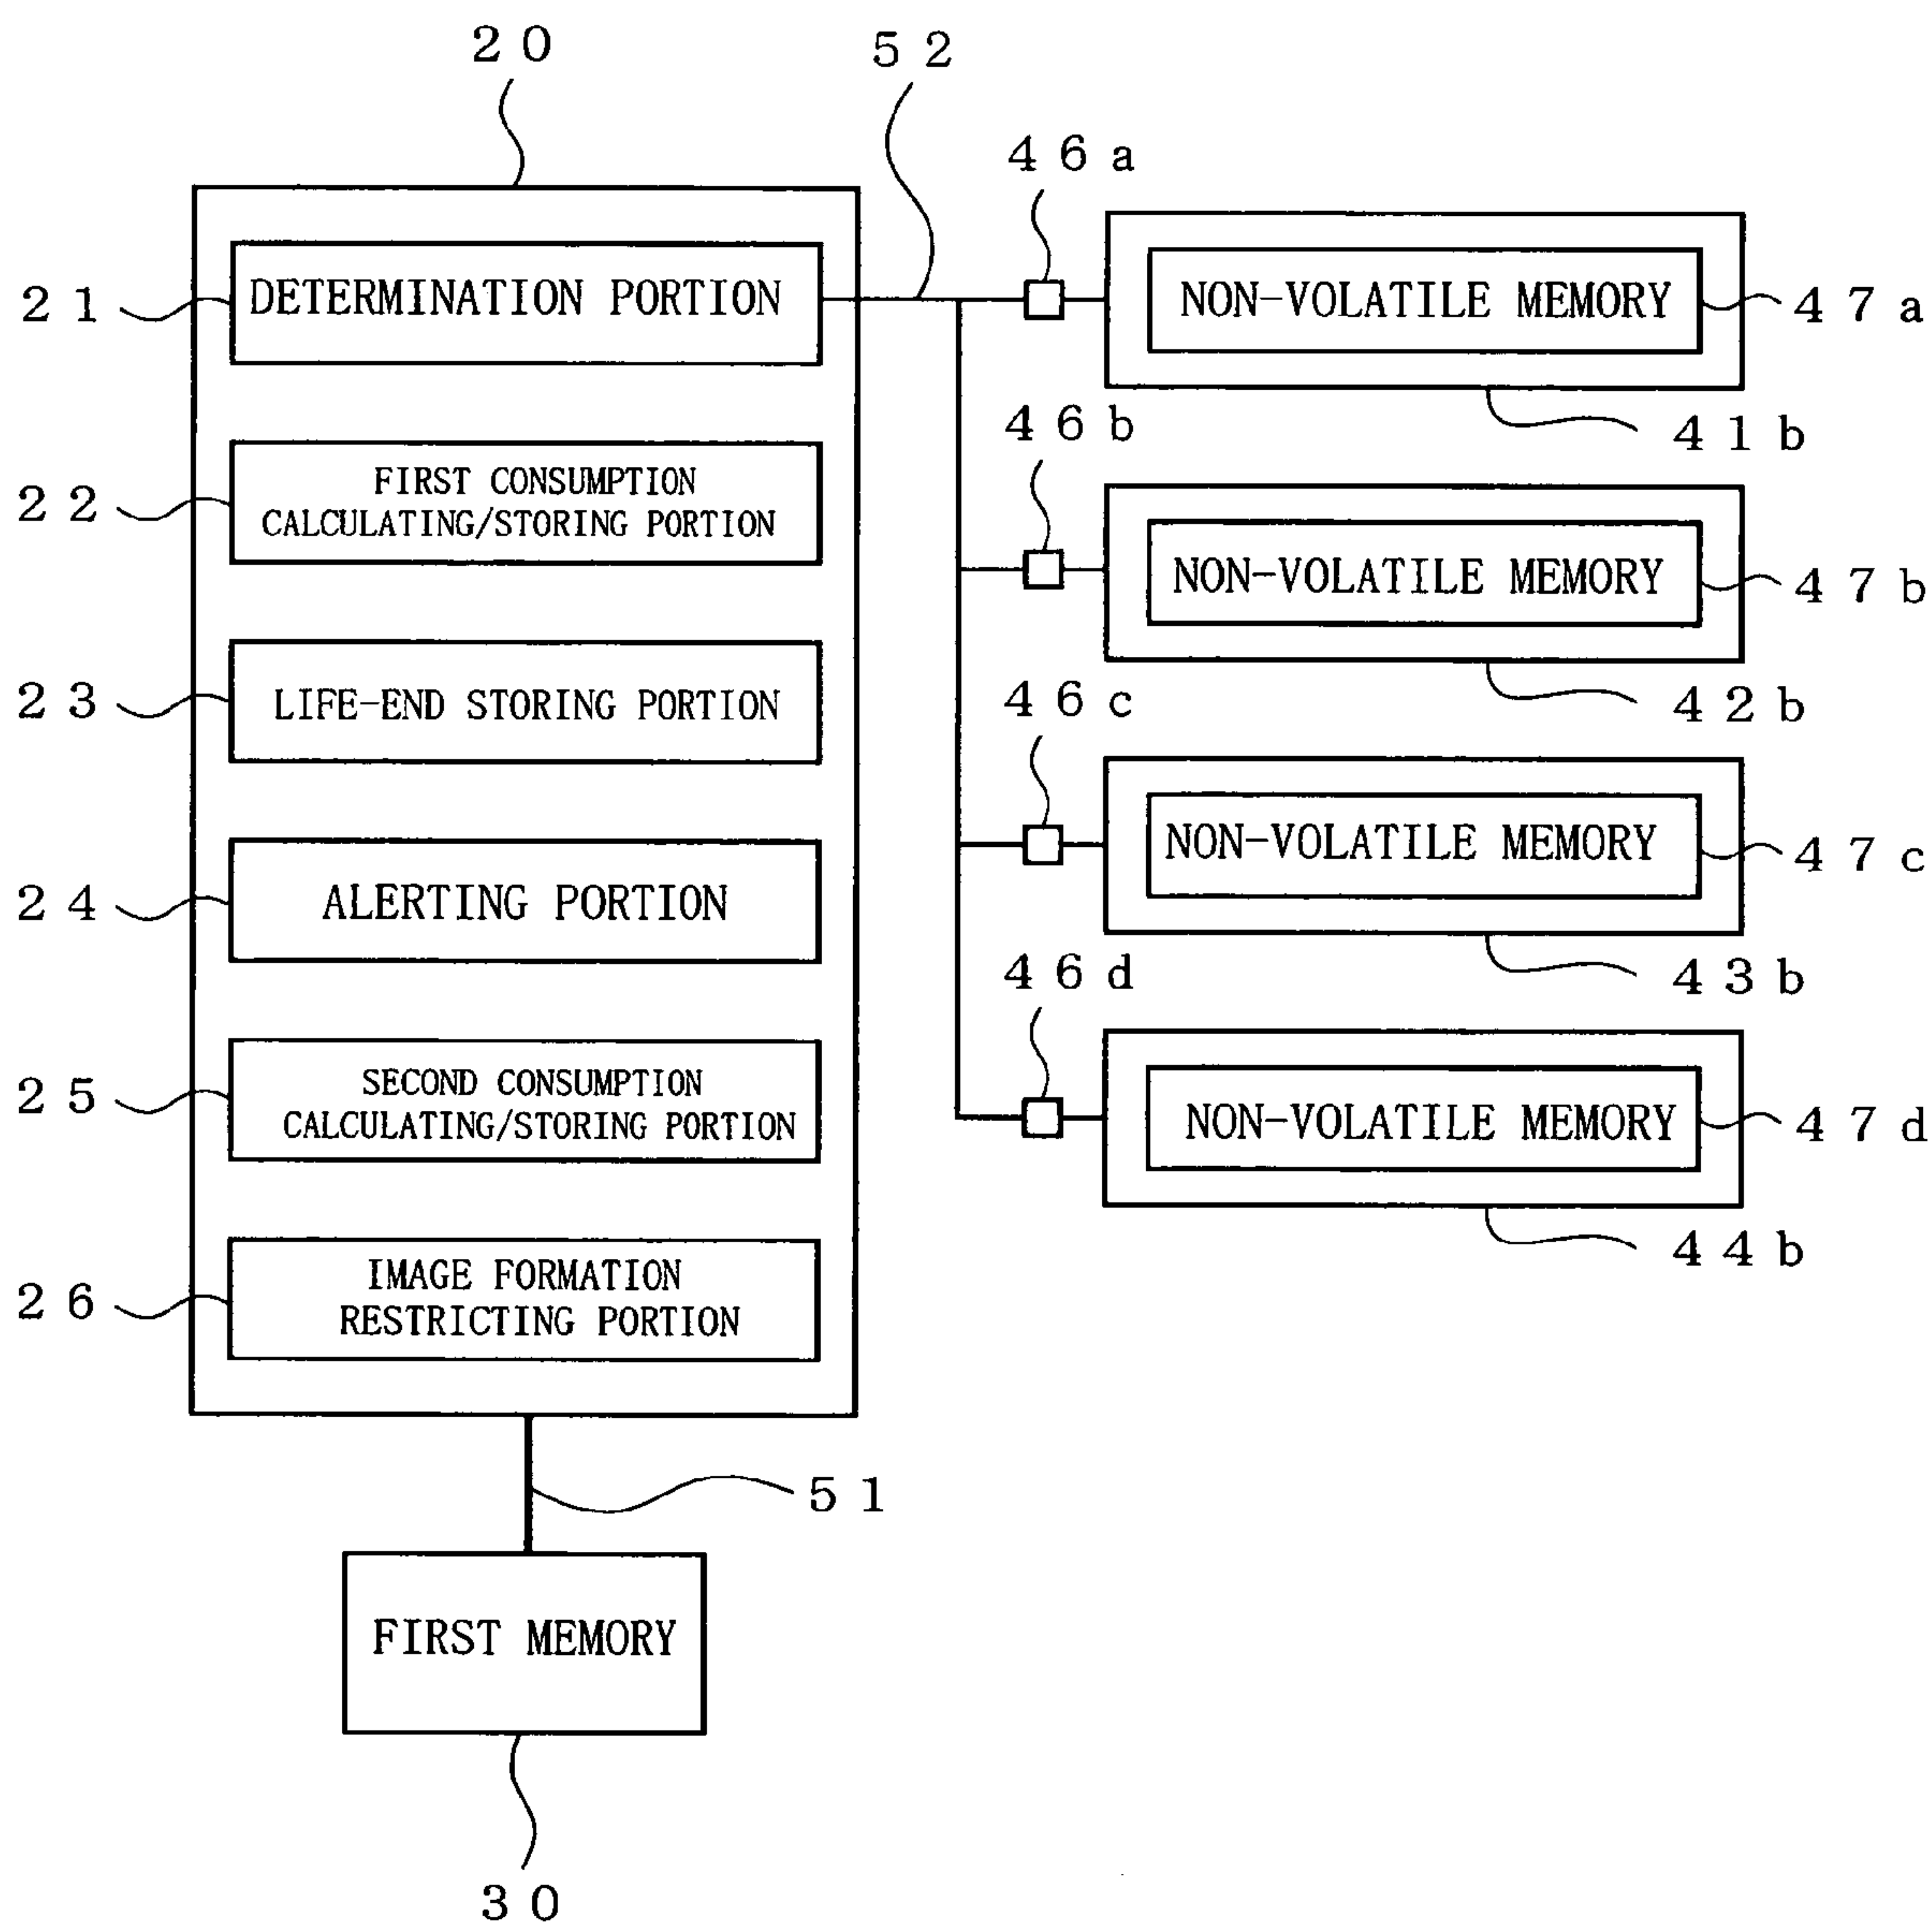 20
52
46a
21
DETERMINATION PORTION
NON-VOLATILE MEMORY
47a
41b
46b
22
FIRST CONSUMPTION
CALCULATING/STORING PORTION
NON-VOLATILE MEMORY
47b
42b
46c
23
LIFE-END STORING PORTION
NON-VOLATILE MEMORY
47c
43b
24
ALERTING PORTION
46d
25
SECOND CONSUMPTION
CALCULATING/STORING PORTION
NON-VOLATILE MEMORY
47d
44b
26
IMAGE FORMATION
RESTRICTING PORTION
51
FIRST MEMORY
30